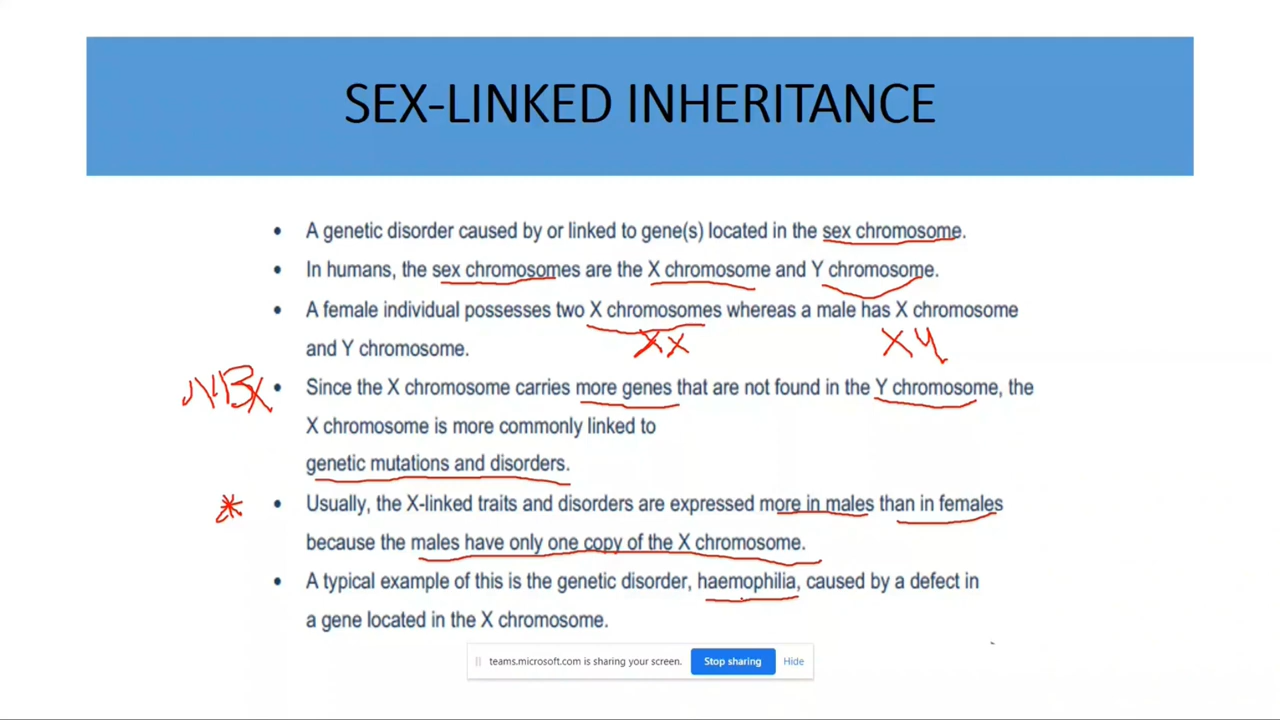 SEX-LINKED INHERITANCE
• A genetic disorder caused by or linked to gene(s) located in the sex chromosome.
• In humans, the sex chromosomes are the X chromosome and Y chromosome.
• A female individual possesses two X chromosomes whereas a male has X chromosome
XX XY
and Y chromosome.
• Since the X chromosome carries more genes that are not found in the Y chromosome, the
X chromosome is more commonly linked to
genetic mutations and disorders.
* • Usually, the X-linked traits and disorders are expressed more in males than in females
because the males have only one copy of the X chromosome.
• A typical example of this is the genetic disorder, haemophilia, caused by a defect in
a gene located in the X chromosome.
teams.microsoft.com is sharing your screen. Stop sharing Hide